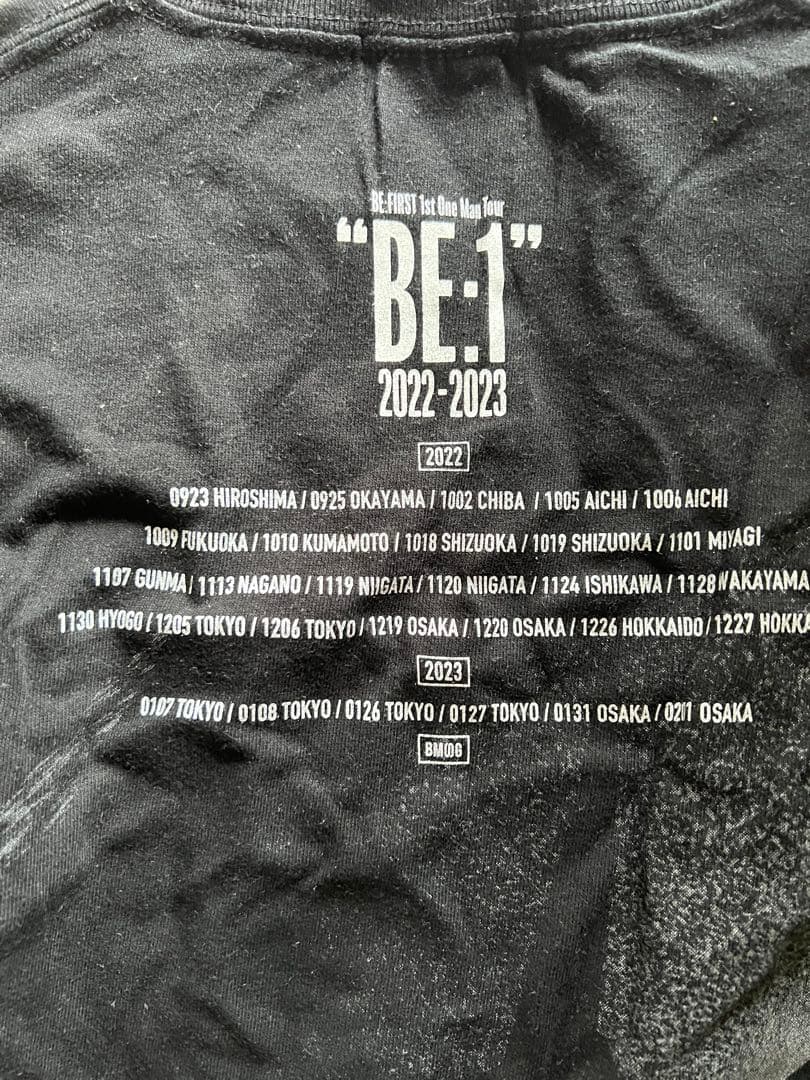 BE:FIRST 1st One Man Tour
“BE:1”
2022-2023
2022
0923 HIROSHIMA / 0925 OKAYAMA / 1002 CHIBA / 1005 AICHI / 1006 AICHI
1009 FUKUOKA / 1010 KUMAMOTO / 1018 SHIZUOKA / 1019 SHIZUOKA / 1101 MIYAGI
1107 GUNMA / 1113 NAGANO / 1119 NIIGATA / 1120 NIIGATA / 1124 ISHIKAWA / 1128 WAKAYAMA
1130 HYOGO / 1205 TOKYO / 1206 TOKYO / 1219 OSAKA / 1220 OSAKA / 1226 HOKKAIDO / 1227 HOKKA
2023
0107 TOKYO / 0108 TOKYO / 0126 TOKYO / 0127 TOKYO / 0131 OSAKA / 0201 OSAKA
BMSG